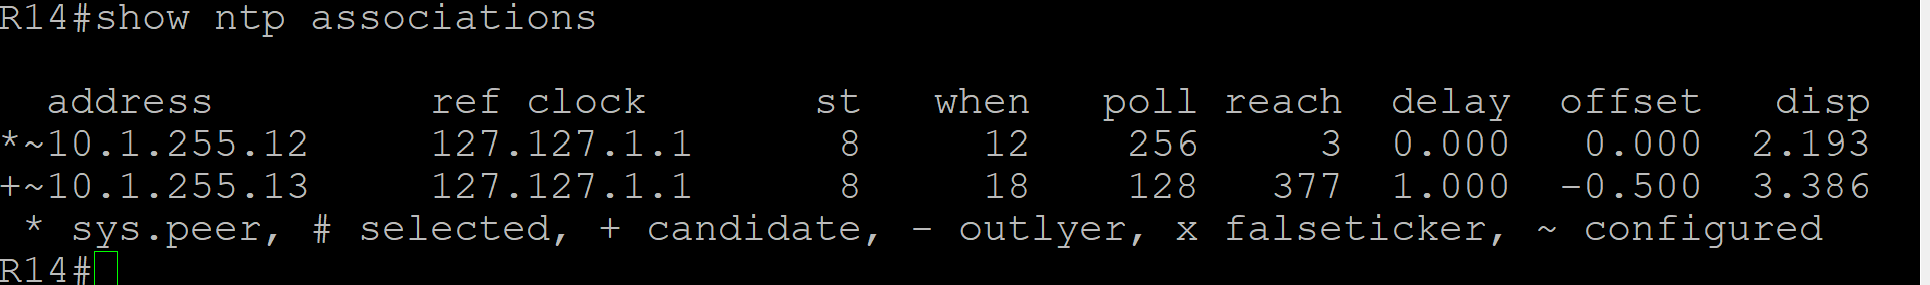 R14#show ntp associations

  address         ref clock       st   when   poll reach  delay  offset   disp
*~10.1.255.12     127.127.1.1      8     12    256     3  0.000   0.000  2.193
+~10.1.255.13     127.127.1.1      8     18    128   377  1.000  -0.500  3.386
 * sys.peer, # selected, + candidate, - outlyer, x falseticker, ~ configured
R14#